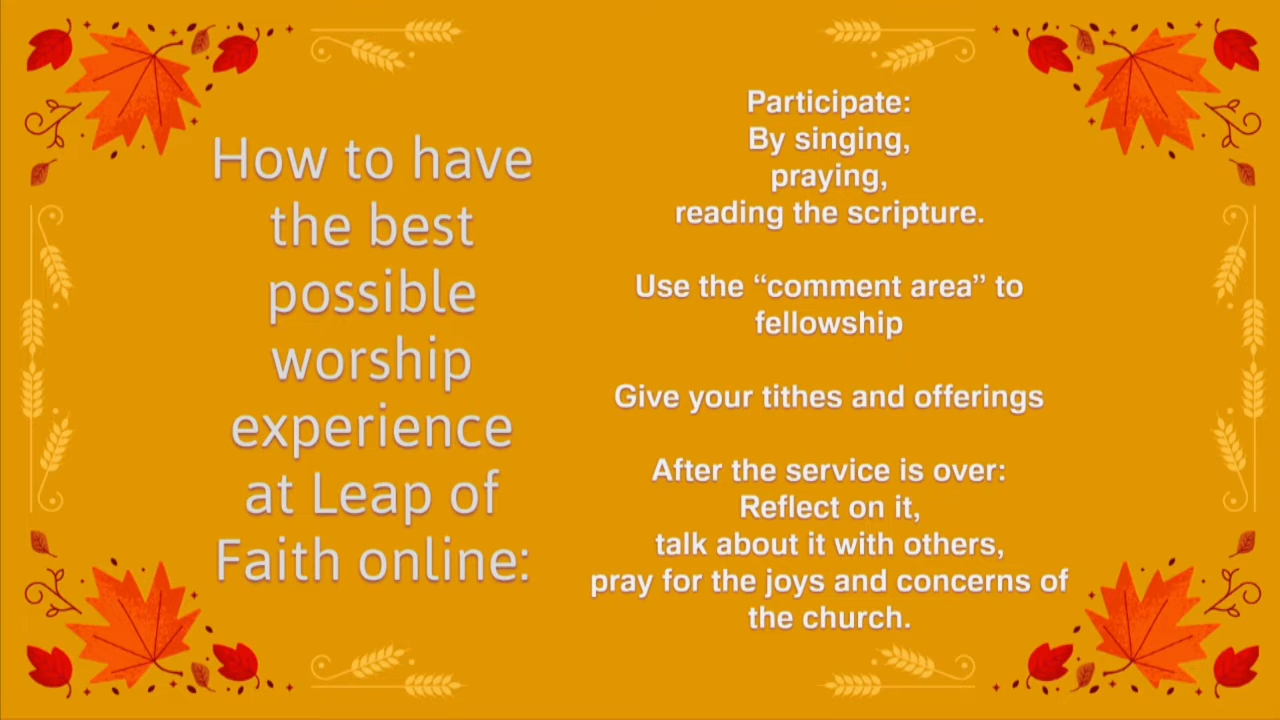 How to have
the best
possible
worship
experience
at Leap of
Faith online:
Participate:
By singing,
praying,
reading the scripture.
Use the “comment area” to
fellowship
Give your tithes and offerings
After the service is over:
Reflect on it,
talk about it with others,
pray for the joys and concerns of
the church.